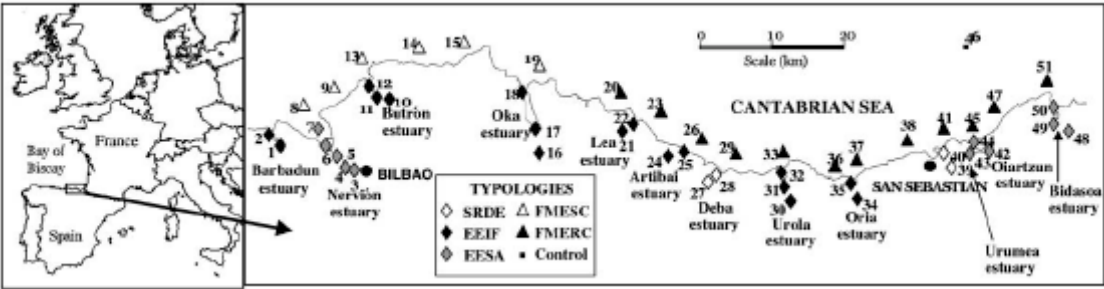 France
Bay of
Biscay
Spain
8
9
13
14
15
19
20
23
26
29
33
36
37
38
41
45
47
51
46
0
10
20
Scale (km)
CANTABRIAN SEA
2
1
Barbadun
estuary
7
6
5
4
3
BILBAO
Nervion
estuary
12
11
10
Butron
estuary
18
Oka
estuary
17
16
22
Lea
estuary
21
24
25
Artibai
estuary
27
28
Deba
estuary
32
31
30
Urola
estuary
35
34
Oria
estuary
SAN SEBASTIAN
40
39
44
43
42
Oiartzun
estuary
50
49
48
Bidasoa
estuary
Urumea
estuary
TYPOLOGIES
SRDE
FMESC
EEIF
FMERC
EESA
Control